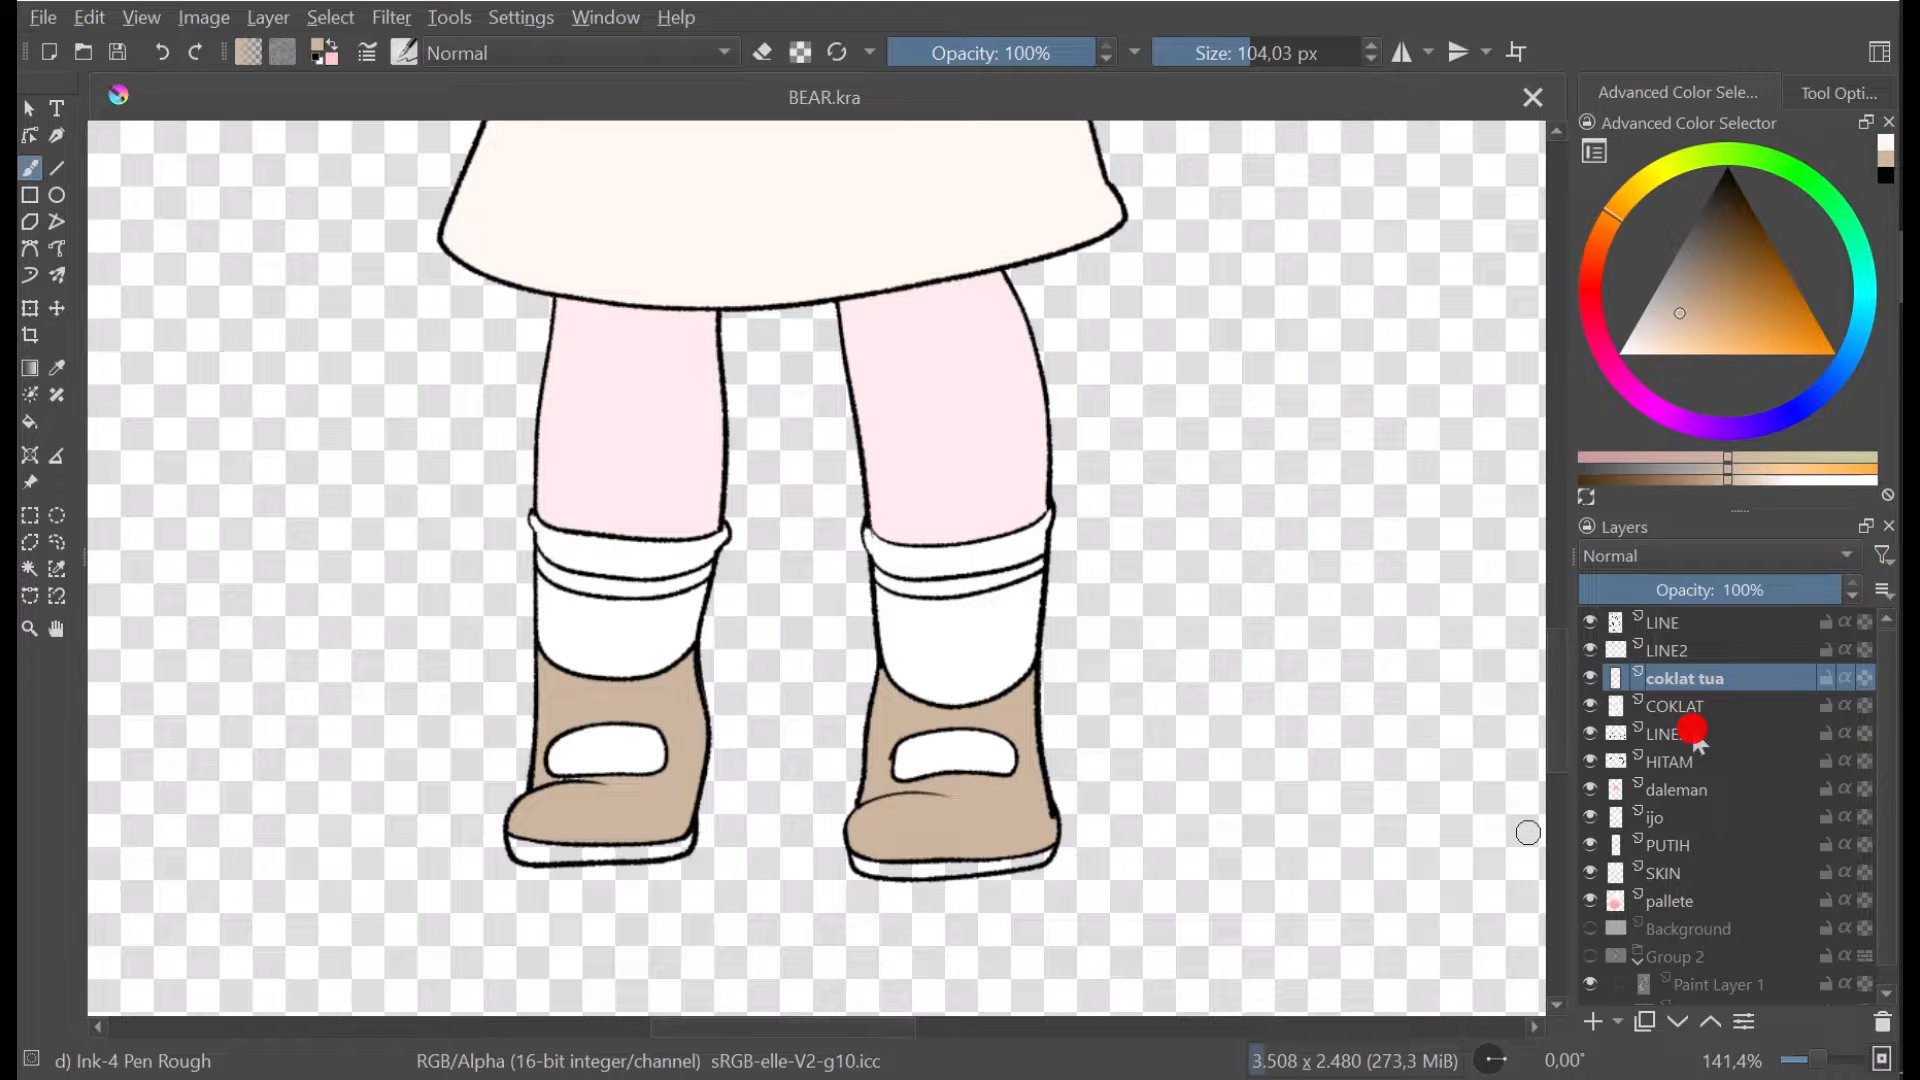 File Edit View Image Layer Select Filter Tools Settings Window Help
Normal Opacity: 100% Size: 104,03 px
BEAR.kra
Advanced Color Sele... Tool Opti...
Advanced Color Selector
Layers
Normal
Opacity: 100%
LINE
LINE2
coklat tua
COKLAT
LINE
HITAM
daleman
ijo
PUTIH
SKIN
pallete
Background
Group 2
Paint Layer 1
d) Ink-4 Pen Rough RGB/Alpha (16-bit integer/channel) sRGB-elle-V2-g10.icc 3.508 x 2.480 (273,3 MiB) 0,00° 141,4%